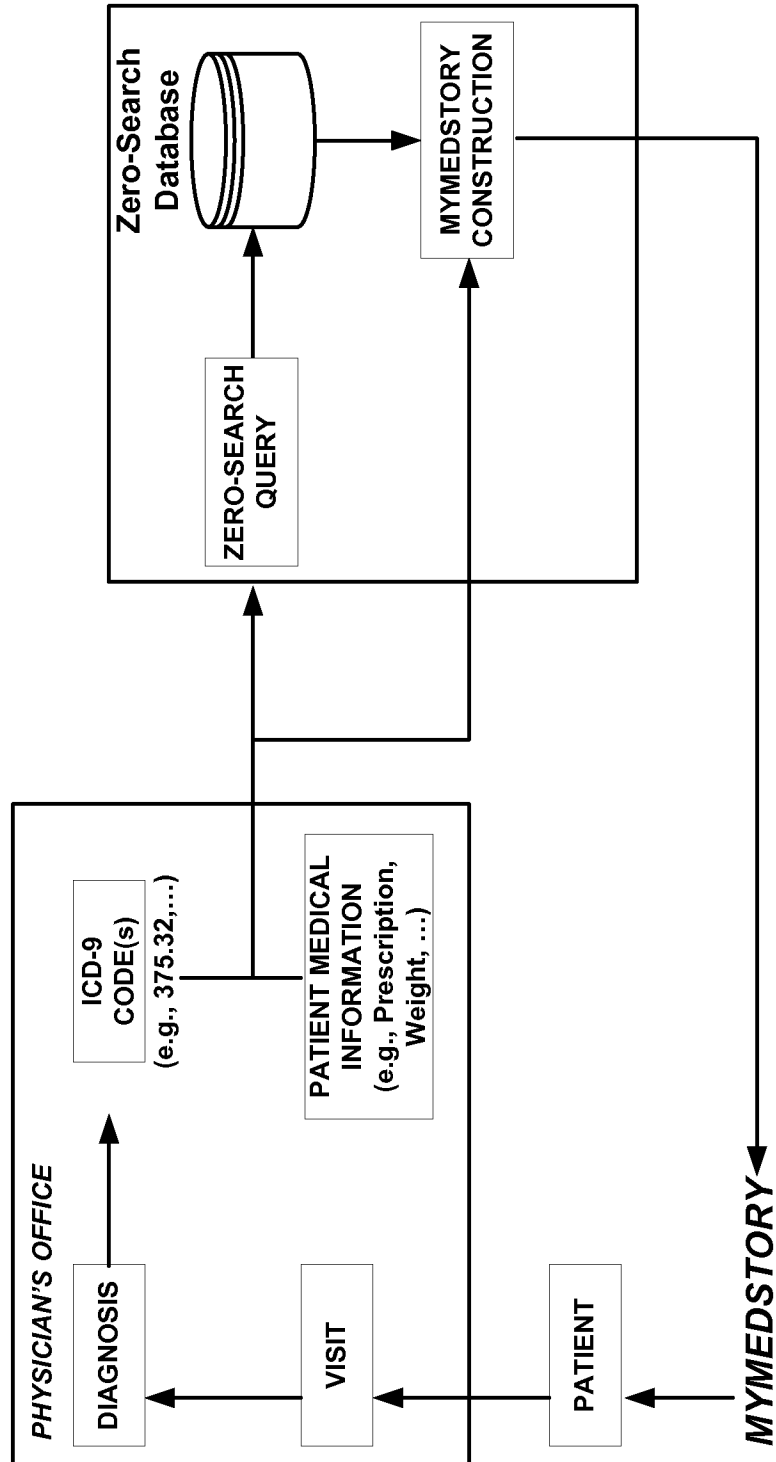 PHYSICIAN'S OFFICE
DIAGNOSIS
ICD-9
CODE(s)
(e.g., 375.32,...)
VISIT
PATIENT MEDICAL
INFORMATION
(e.g., Prescription,
Weight, ...)
PATIENT
MYMEDSTORY
Zero-Search
Database
ZERO-SEARCH
QUERY
MYMEDSTORY
CONSTRUCTION